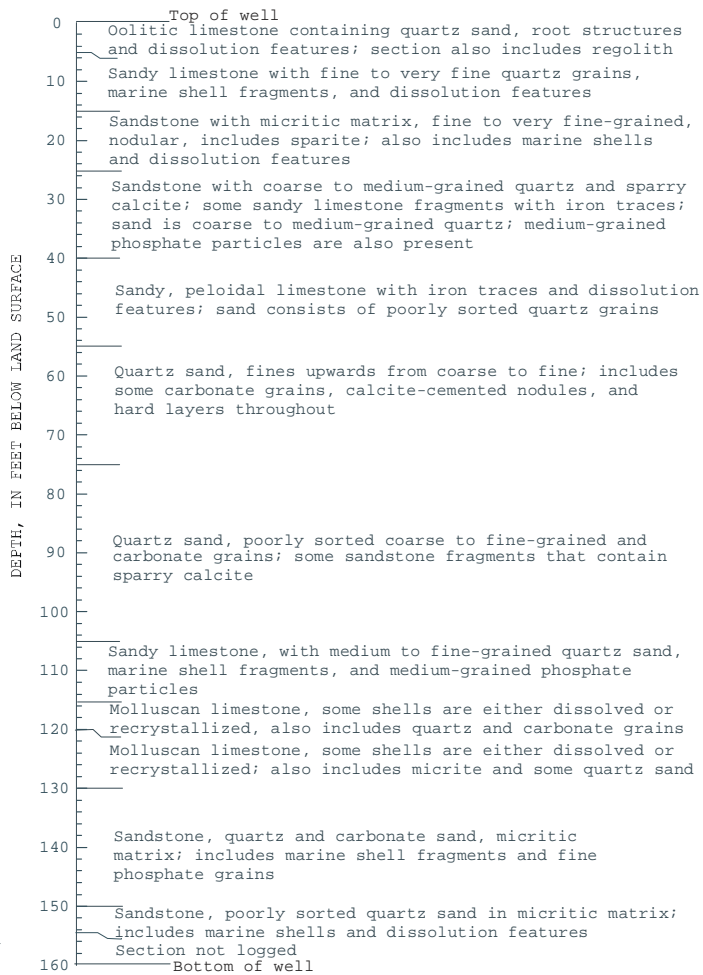 Top of well
0
Oolitic limestone containing quartz sand, root structures
and dissolution features; section also includes regolith
Sandy limestone with fine to very fine quartz grains,
10
marine shell fragments, and dissolution features
Sandstone with micritic matrix, fine to very fine-grained,
20
nodular, includes sparite; also includes marine shells
and dissolution features
Sandstone with coarse to medium-grained quartz and sparry
30
calcite; some sandy limestone fragments with iron traces;
sand is coarse to medium-grained quartz; medium-grained
phosphate particles are also present
40
Sandy, peloidal limestone with iron traces and dissolution
50
features; sand consists of poorly sorted quartz grains
60
Quartz sand, fines upwards from coarse to fine; includes
some carbonate grains, calcite-cemented nodules, and
hard layers throughout
70
80
DEPTH, IN FEET BELOW LAND SURFACE
Quartz sand, poorly sorted coarse to fine-grained and
90
carbonate grains; some sandstone fragments that contain
sparry calcite
100
Sandy limestone, with medium to fine-grained quartz sand,
110
marine shell fragments, and medium-grained phosphate
particles
Molluscan limestone, some shells are either dissolved or
120
recrystallized, also includes quartz and carbonate grains
Molluscan limestone, some shells are either dissolved or
recrystallized; also includes micrite and some quartz sand
130
Sandstone, quartz and carbonate sand, micritic
140
matrix; includes marine shell fragments and fine
phosphate grains
150
Sandstone, poorly sorted quartz sand in micritic matrix;
includes marine shells and dissolution features
Section not logged
160
Bottom of well